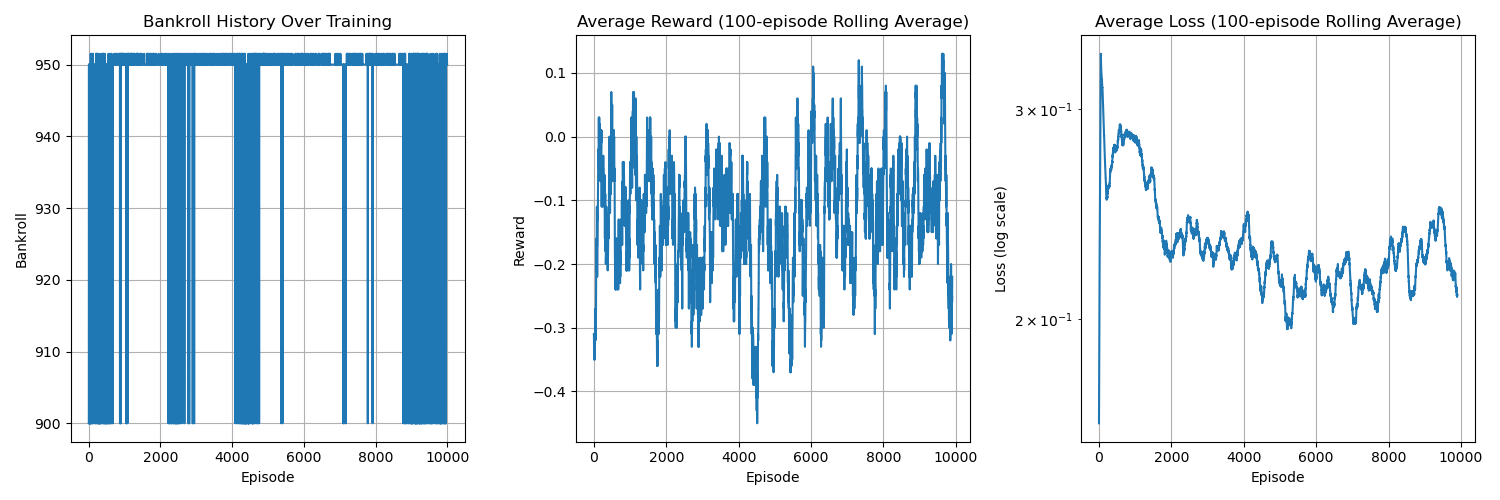 Bankroll History Over Training
950
940
930
920
910
900
Bankroll
0 2000 4000 6000 8000 10000
Episode
Average Reward (100-episode Rolling Average)
0.1
0.0
−0.1
−0.2
−0.3
−0.4
Reward
0 2000 4000 6000 8000 10000
Episode
Average Loss (100-episode Rolling Average)
3 × 10⁻¹
2 × 10⁻¹
Loss (log scale)
0 2000 4000 6000 8000 10000
Episode